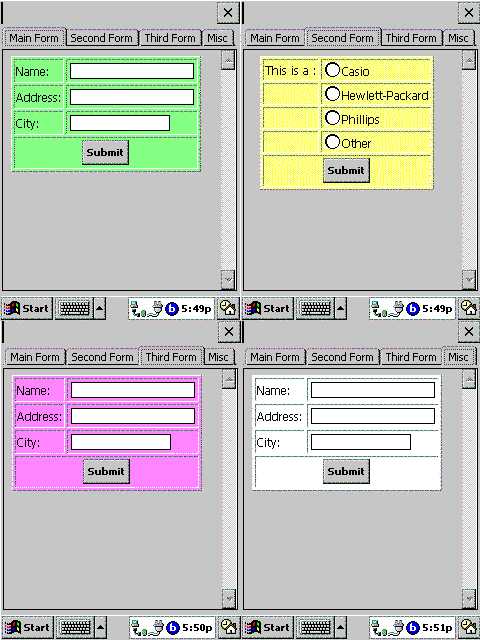 Main Form Second Form Third Form Misc
Name:
Address:
City:
Submit
Start b 5:49p
Main Form Second Form Third Form Misc
This is a : Casio
Hewlett-Packard
Phillips
Other
Submit
Start b 5:49p
Main Form Second Form Third Form Misc
Name:
Address:
City:
Submit
Start b 5:50p
Main Form Second Form Third Form Misc
Name:
Address:
City:
Submit
Start b 5:51p